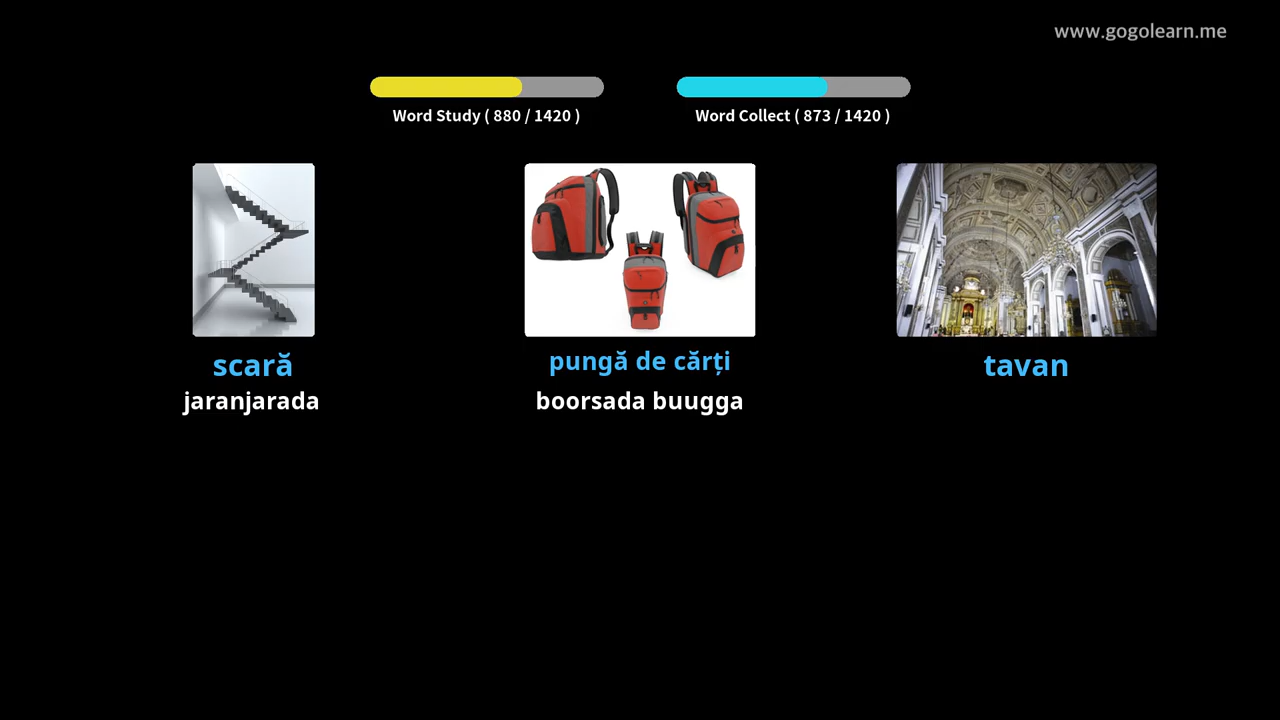 www.gogolearn.me
Word Study ( 880 / 1420 )
Word Collect ( 873 / 1420 )
scară
pungă de cărți
tavan
jaranjarada
boorsada buugga